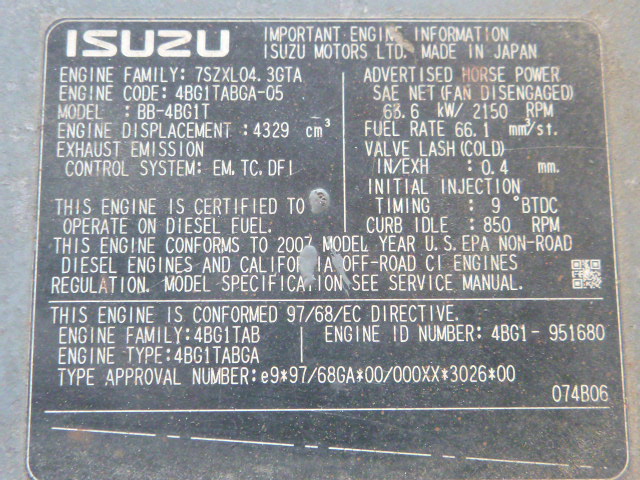 ISUZU
IMPORTANT ENGINE INFORMATION
ISUZU MOTORS LTD. MADE IN JAPAN
ENGINE FAMILY: 7SZXL04.3GTA
ENGINE CODE: 4BG1TABGA-05
MODEL : BB-4BG1T
ENGINE DISPLACEMENT :4329 cm³
EXHAUST EMISSION
CONTROL SYSTEM: EM,TC,DFI
THIS ENGINE IS CERTIFIED TO
OPERATE ON DIESEL FUEL.
ADVERTISED HORSE POWER
SAE NET(FAN DISENGAGED)
63.6 kW/ 2150 RPM
FUEL RATE 66.1 mm³/st.
VALVE LASH(COLD)
IN/EXH : 0.4 mm.
INITIAL INJECTION
TIMING : 9 °BTDC
CURB IDLE : 850 RPM
THIS ENGINE CONFORMS TO 2007 MODEL YEAR U.S.EPA NON-ROAD
DIESEL ENGINES AND CALIFORNIA OFF-ROAD CI ENGINES
REGULATION. MODEL SPECIFICATION SEE SERVICE MANUAL.
THIS ENGINE IS CONFORMED 97/68/EC DIRECTIVE.
ENGINE FAMILY:4BG1TAB
ENGINE ID NUMBER: 4BG1- 951680
ENGINE TYPE:4BG1TABGA
TYPE APPROVAL NUMBER:e9*97/68GA*00/000XX*3026*00
074B06